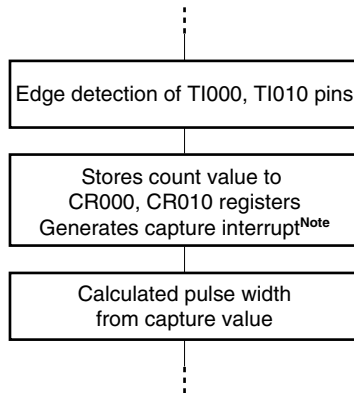 Edge detection of TI000, TI010 pins
Stores count value to
CR000, CR010 registers
Generates capture interruptNote
Calculated pulse width
from capture value